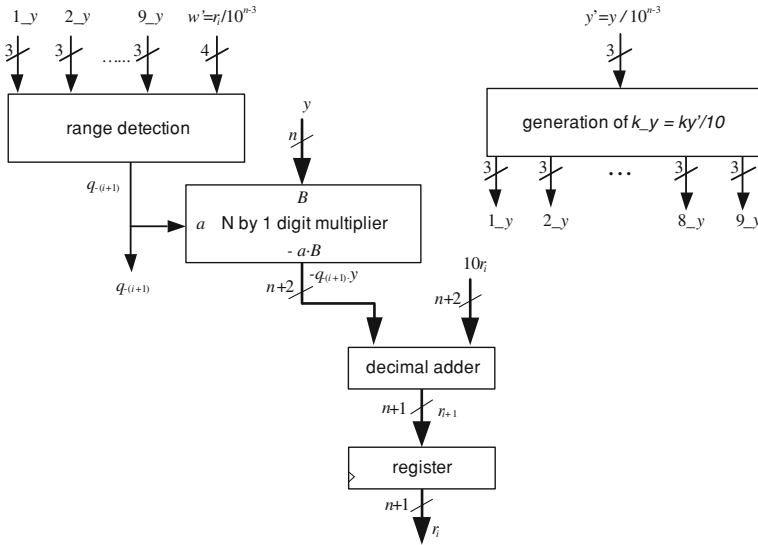 1_y 2_y 9_y w'=r_i/10^{n-3} y'=y / 10^{n-3}
3 3 ...... 3 4 3
range detection
generation of k_y = ky'/10
y
n
3 3 ... 3 3
1_y 2_y 8_y 9_y
q_{-(i+1)}
B
a N by 1 digit multiplier
- a·B
q_{-(i+1)}
n+2 -q_{-(i+1)}.y
10r_i
n+2
decimal adder
n+1 r_{i+1}
register
n+1
r_i